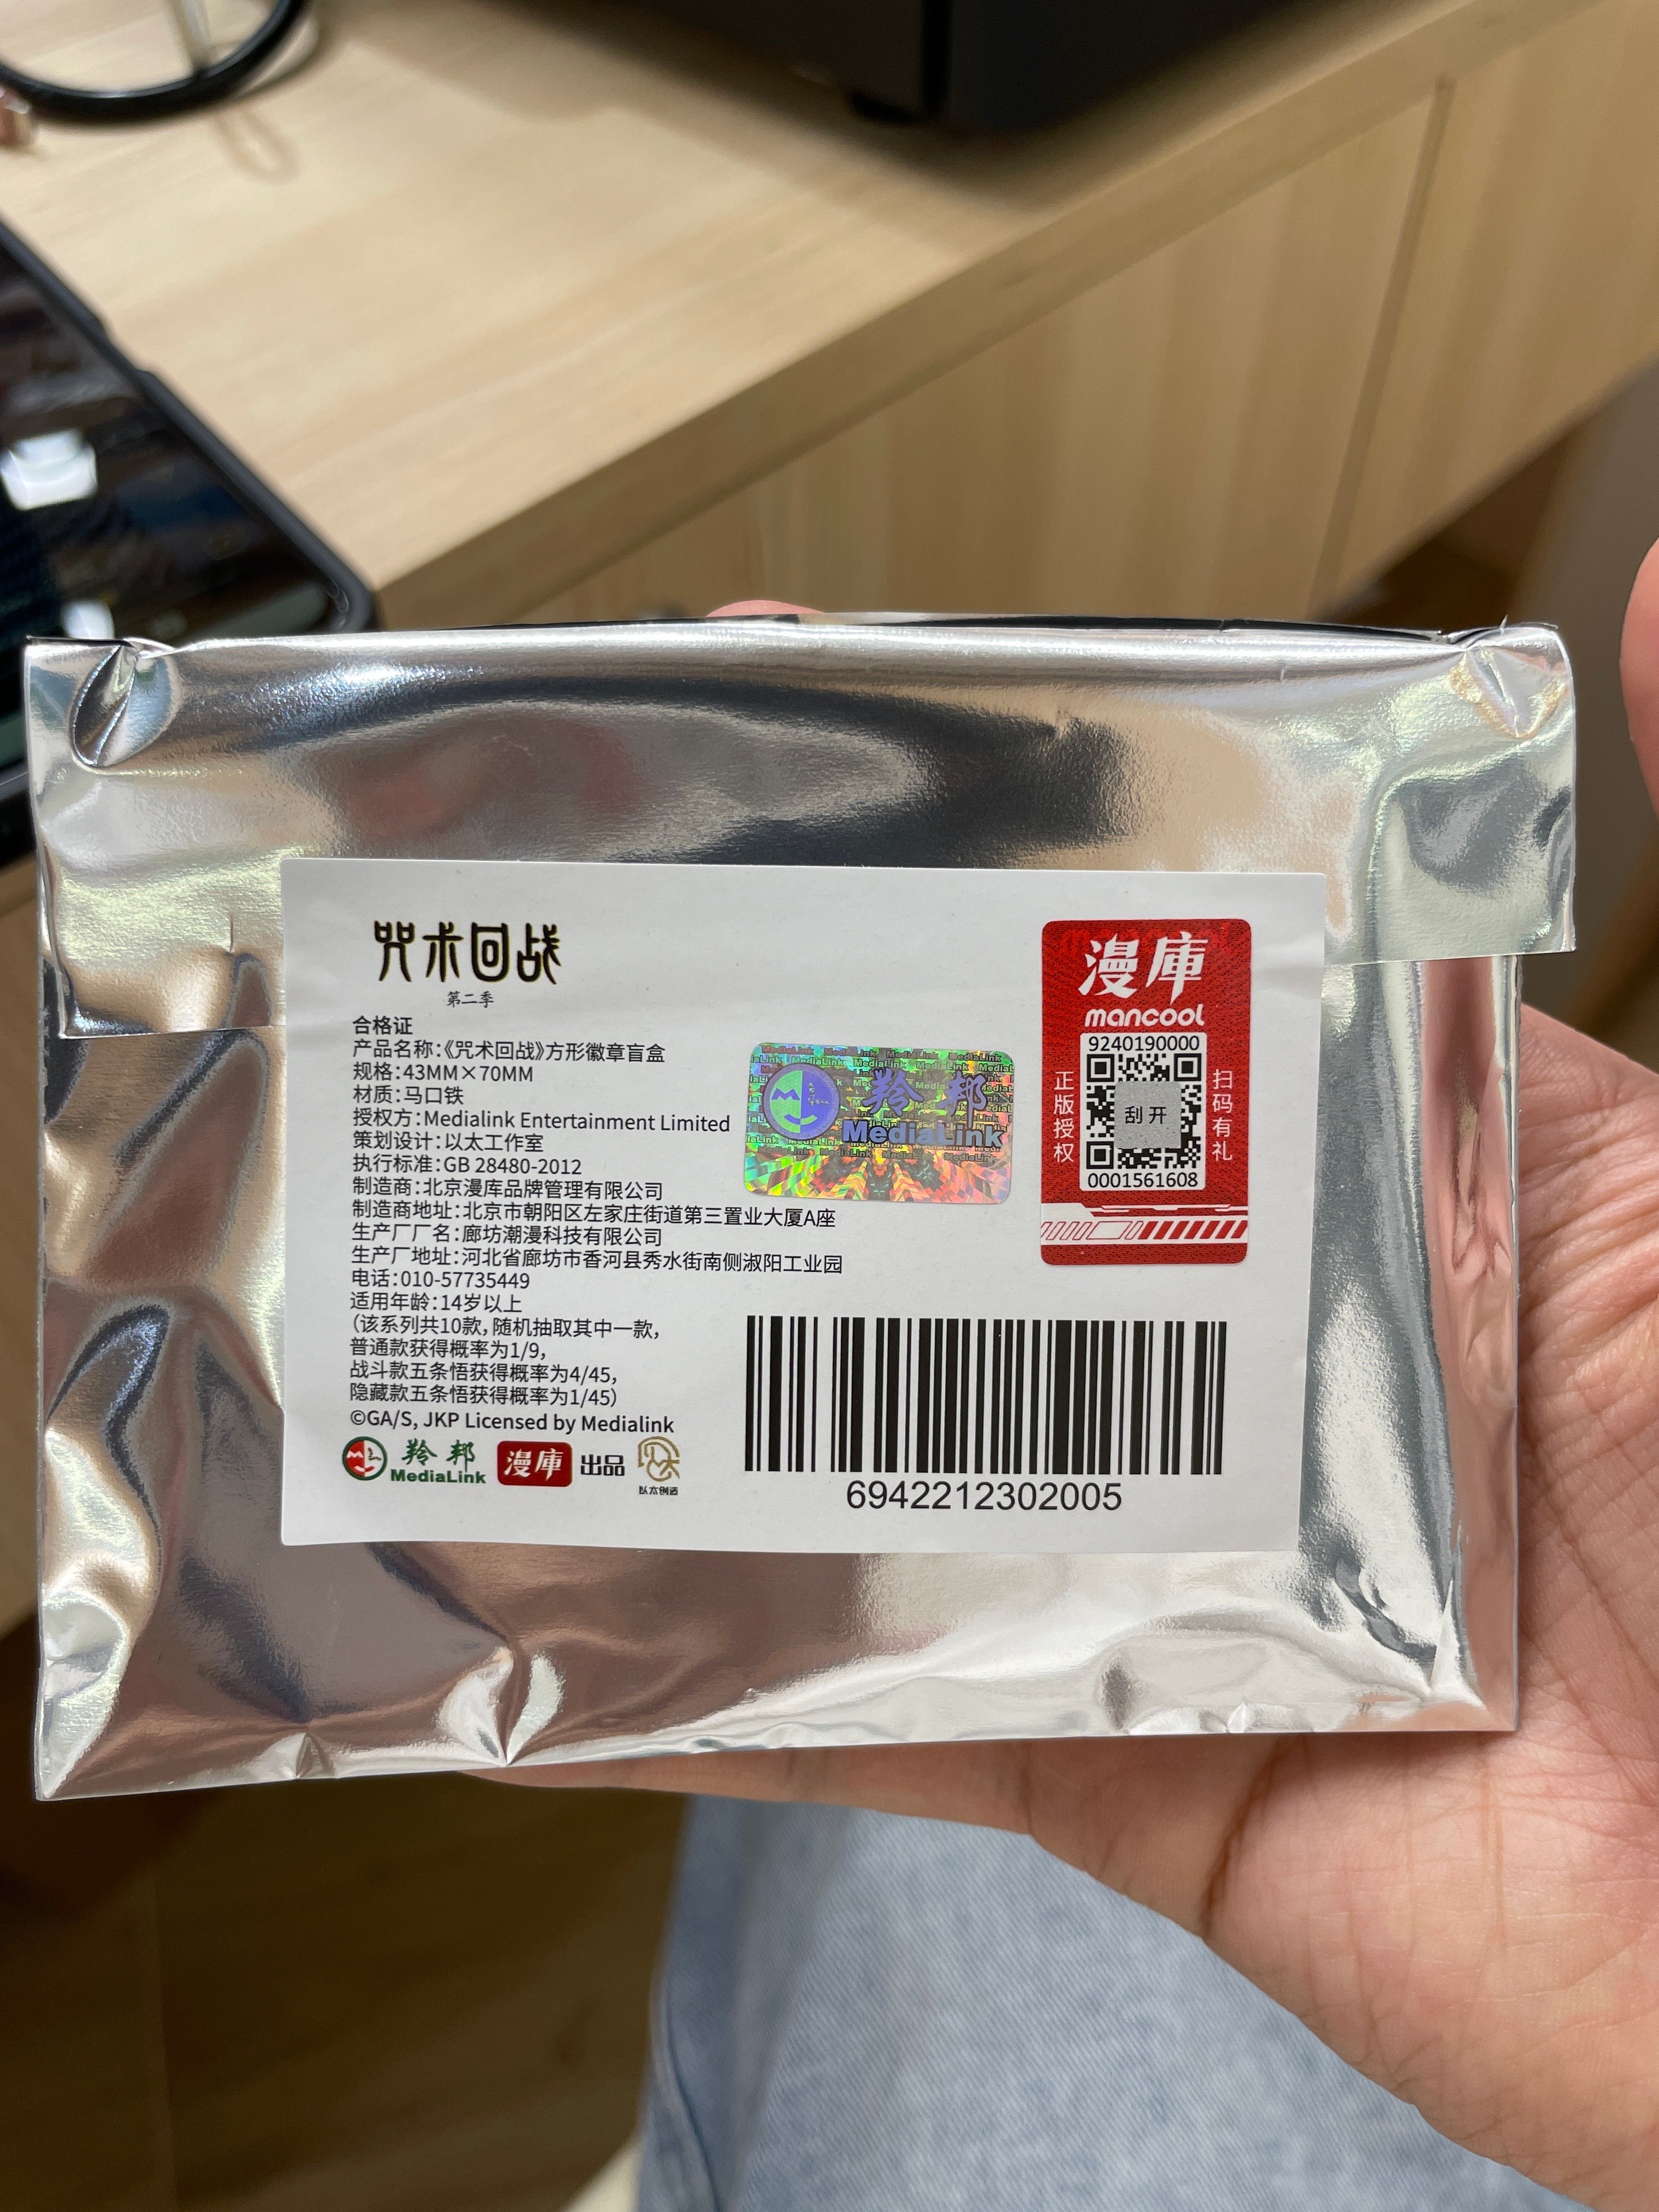 咒术回战
第二季
合格证
产品名称:《咒术回战》方形徽章盲盒
规格:43MM×70MM
材质:马口铁
授权方:Medialink Entertainment Limited
策划设计:以太工作室
执行标准:GB 28480-2012
制造商:北京漫库品牌管理有限公司
制造商地址:北京市朝阳区左家庄街道第三置业大厦A座
生产厂厂名:廊坊潮漫科技有限公司
生产厂地址:河北省廊坊市香河县秀水街南侧淑阳工业园
电话:010-57735449
适用年龄:14岁以上
(该系列共10款,随机抽取其中一款,
普通款获得概率为1/9,
战斗款五条悟获得概率为4/45,
隐藏款五条悟获得概率为1/45)
©GA/S, JKP Licensed by Medialink
羚邦
MediaLink
漫庫
出品
以太创造
羚邦
MediaLink
漫庫
mancool
9240190000
正版授权
刮开
扫码有礼
0001561608
6942212302005